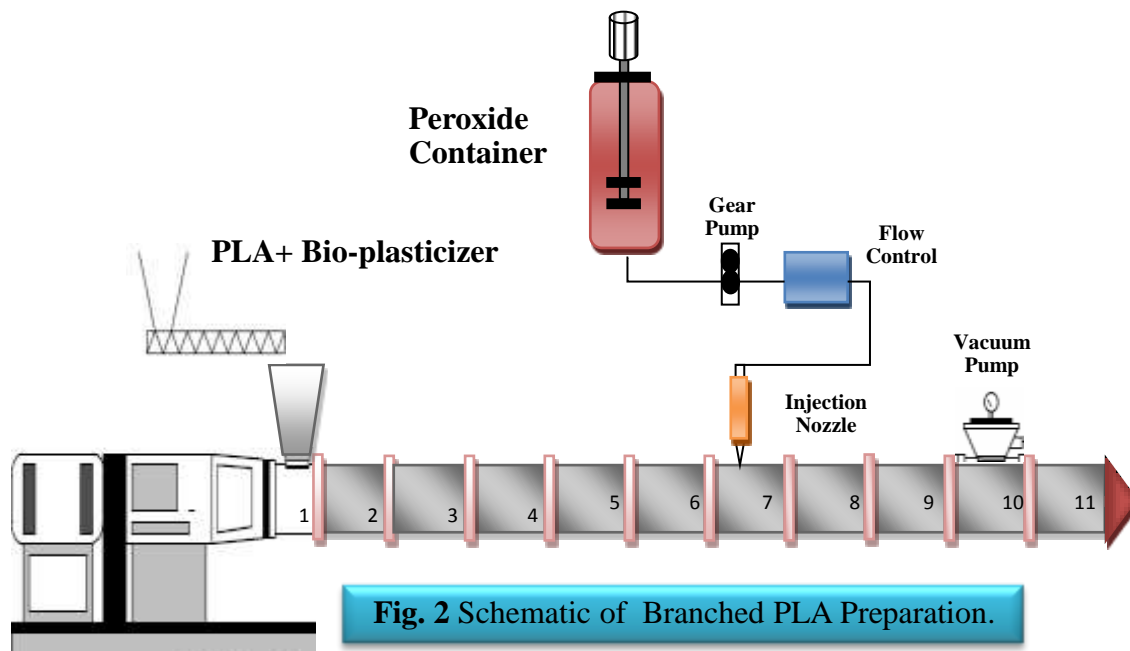 Peroxide
Container
Gear
Pump
Flow
Control
PLA+ Bio-plasticizer
Vacuum
Pump
Injection
Nozzle
1 2 3 4 5 6 7 8 9 10 11
Fig. 2 Schematic of Branched PLA Preparation.